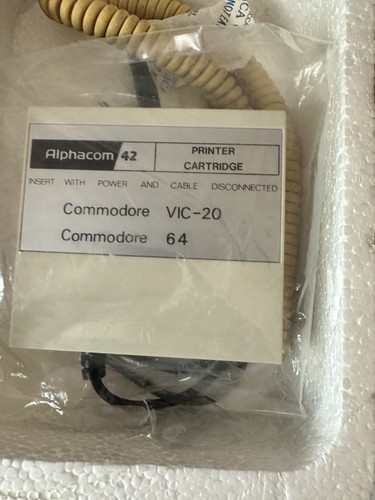 Alphacom 42
PRINTER
CARTRIDGE
INSERT WITH POWER AND CABLE DISCONNECTED
Commodore VIC-20
Commodore 64